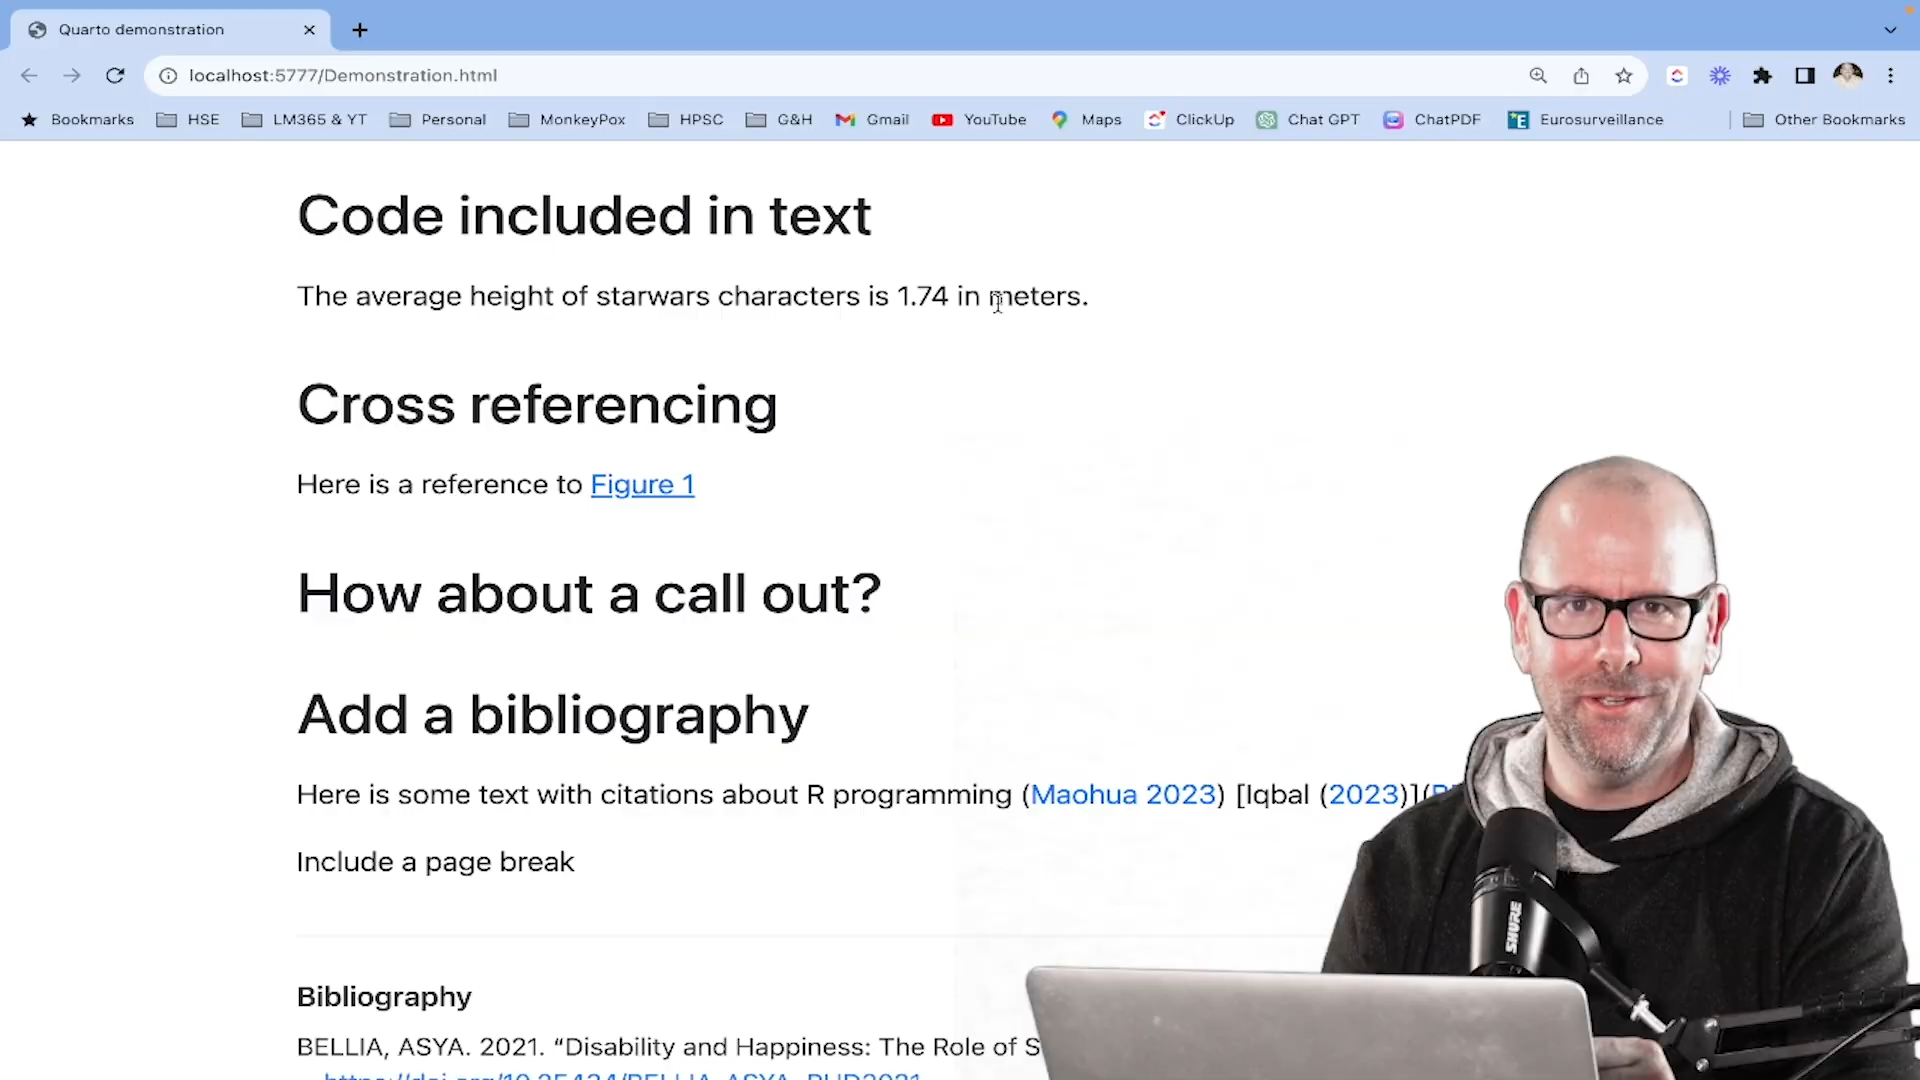 Quarto demonstration
localhost:5777/Demonstration.html
Bookmarks HSE LM365 & YT Personal MonkeyPox HPSC G&H Gmail YouTube Maps ClickUp Chat GPT ChatPDF Eurosurveillance Other Bookmarks
Code included in text
The average height of starwars characters is 1.74 in meters.
Cross referencing
Here is a reference to Figure 1
How about a call out?
Add a bibliography
Here is some text with citations about R programming (Maohua 2023) [Iqbal (2023)](
Include a page break
Bibliography
BELLIA, ASYA. 2021. “Disability and Happiness: The Role of S
SHURE